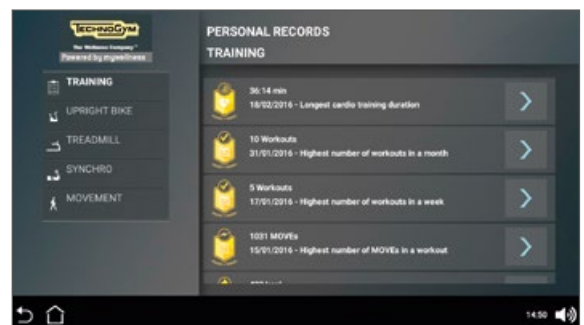 TECHNOGYM
The Wellness Company™
Powered by mywellness
PERSONAL RECORDS
TRAINING
TRAINING
UPRIGHT BIKE
TREADMILL
SYNCHRO
MOVEMENT
36:14 min
18/02/2016 - Longest cardio training duration
10 Workouts
31/01/2016 - Highest number of workouts in a month
5 Workouts
17/01/2016 - Highest number of workouts in a week
1031 MOVEs
15/01/2016 - Highest number of MOVEs in a workout
14:50